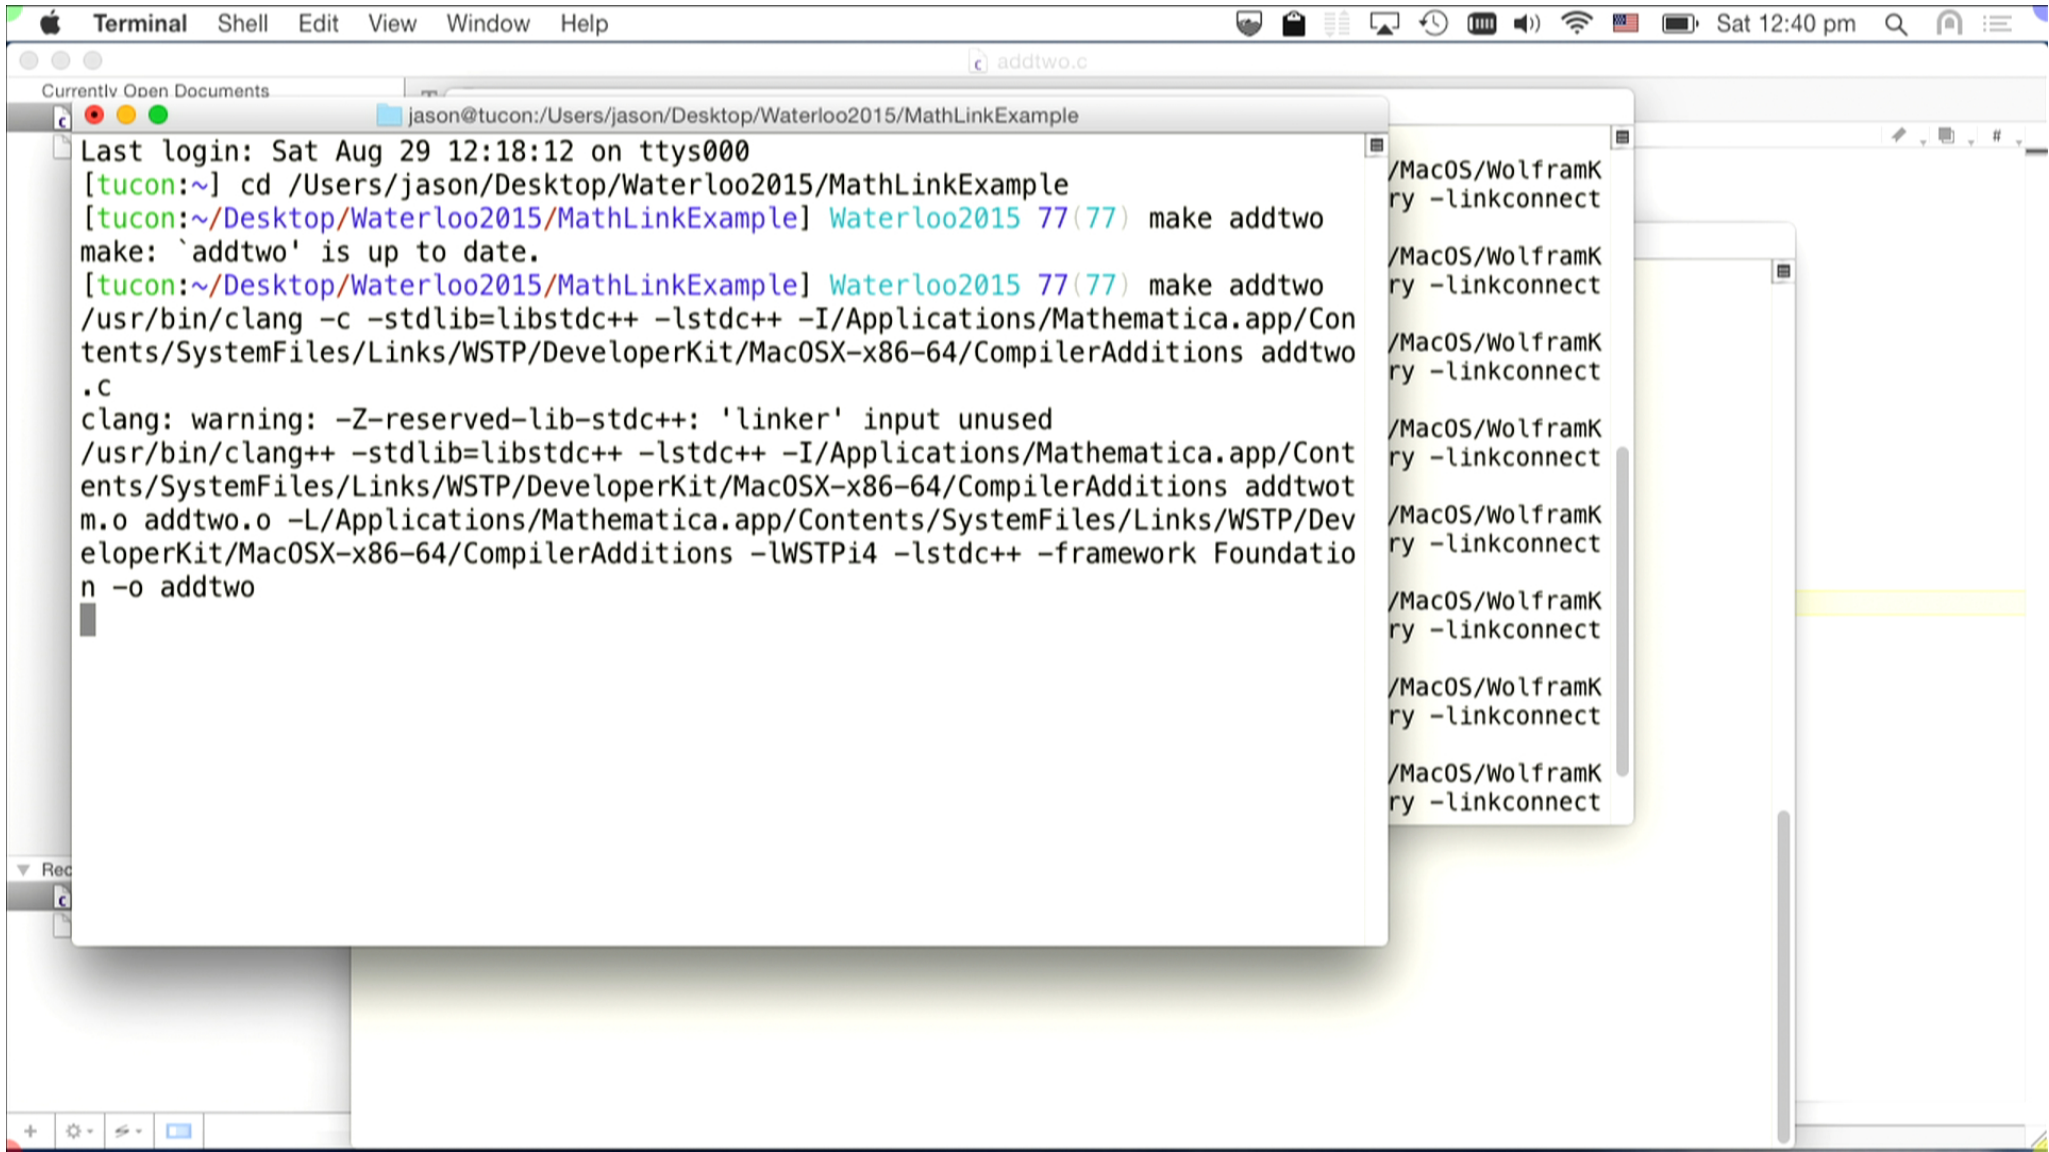 Terminal Shell Edit View Window Help Sat 12:40 pm
addtwo.c
Currently Open Documents
jason@tucon:/Users/jason/Desktop/Waterloo2015/MathLinkExample
Last login: Sat Aug 29 12:18:12 on ttys000
[tucon:~] cd /Users/jason/Desktop/Waterloo2015/MathLinkExample
[tucon:~/Desktop/Waterloo2015/MathLinkExample] Waterloo2015 77(77) make addtwo
make: `addtwo' is up to date.
[tucon:~/Desktop/Waterloo2015/MathLinkExample] Waterloo2015 77(77) make addtwo
/usr/bin/clang -c -stdlib=libstdc++ -lstdc++ -I/Applications/Mathematica.app/Con
tents/SystemFiles/Links/WSTP/DeveloperKit/MacOSX-x86-64/CompilerAdditions addtwo
.c
clang: warning: -Z-reserved-lib-stdc++: 'linker' input unused
/usr/bin/clang++ -stdlib=libstdc++ -lstdc++ -I/Applications/Mathematica.app/Cont
ents/SystemFiles/Links/WSTP/DeveloperKit/MacOSX-x86-64/CompilerAdditions addtwot
m.o addtwo.o -L/Applications/Mathematica.app/Contents/SystemFiles/Links/WSTP/Dev
eloperKit/MacOSX-x86-64/CompilerAdditions -lWSTPi4 -lstdc++ -framework Foundatio
n -o addtwo
/MacOS/WolframK
ry -linkconnect
/MacOS/WolframK
ry -linkconnect
/MacOS/WolframK
ry -linkconnect
/MacOS/WolframK
ry -linkconnect
/MacOS/WolframK
ry -linkconnect
/MacOS/WolframK
ry -linkconnect
/MacOS/WolframK
ry -linkconnect
/MacOS/WolframK
ry -linkconnect
#
Rec